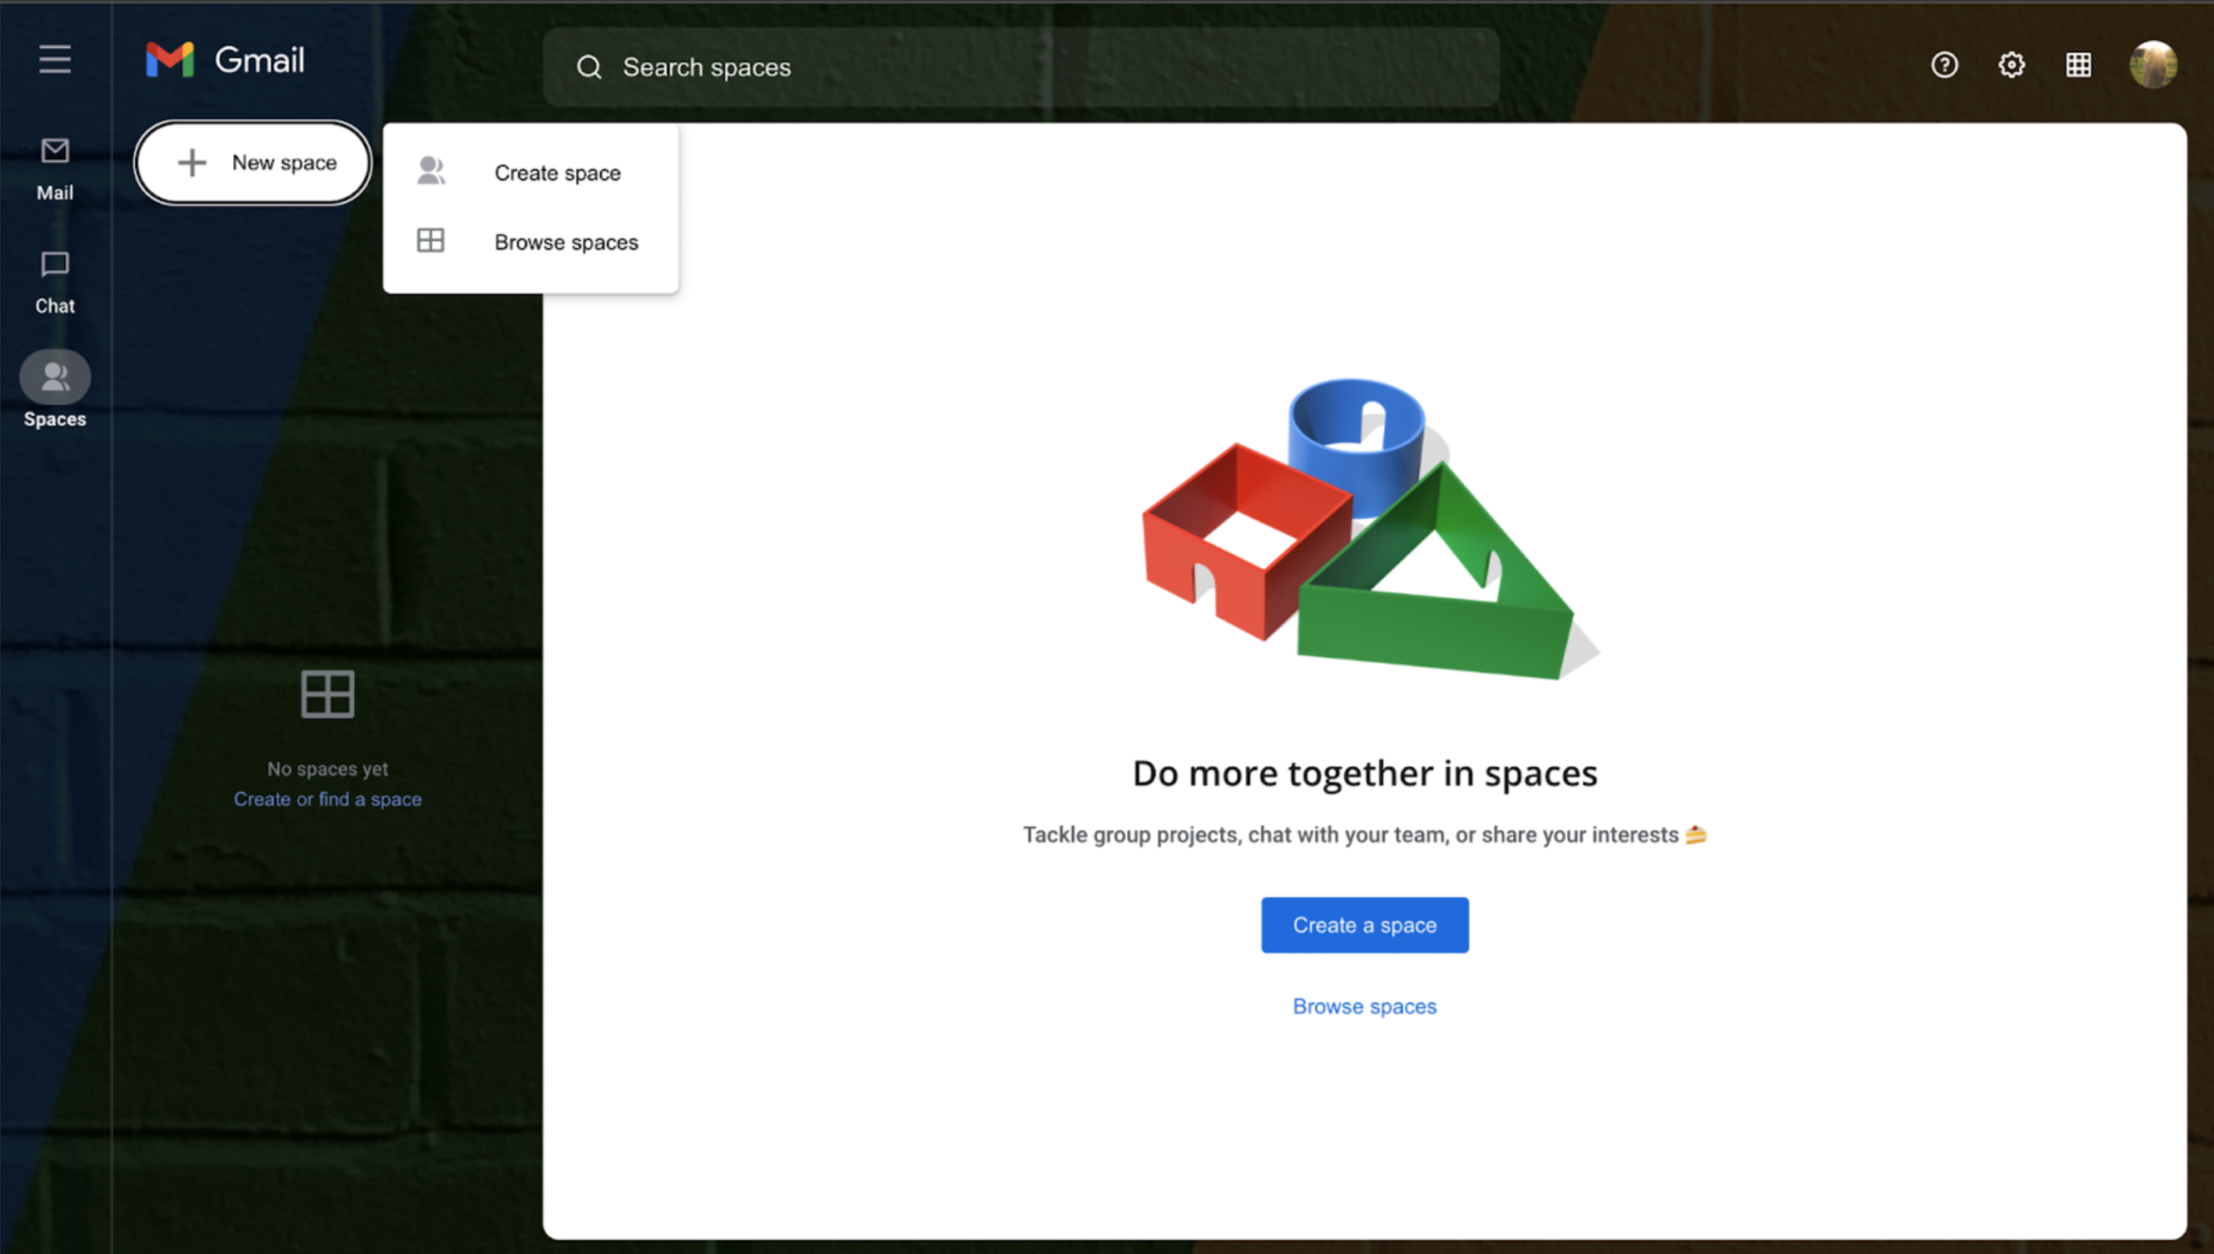 Gmail
Search spaces
New space
Create space
Browse spaces
Mail
Chat
Spaces
No spaces yet
Create or find a space
Do more together in spaces
Tackle group projects, chat with your team, or share your interests 🍰
Create a space
Browse spaces